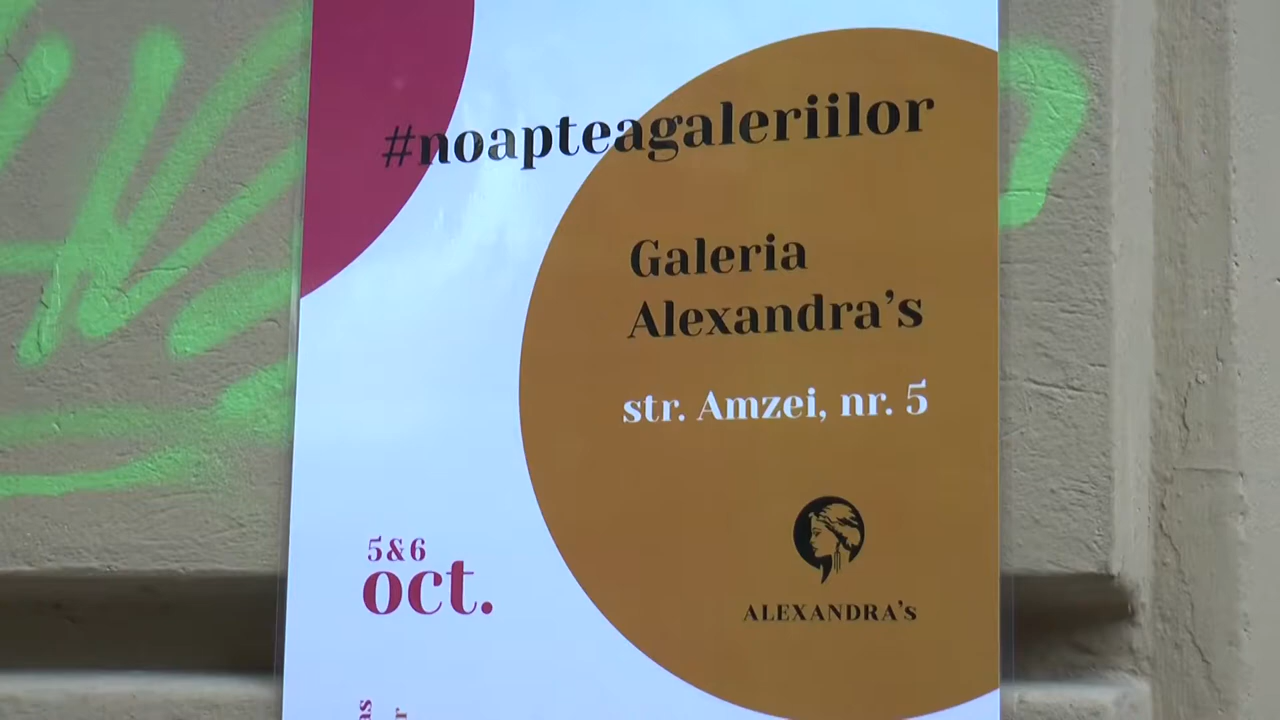 #noapteagaleriilor
Galeria
Alexandra's
str. Amzei, nr. 5
5&6
oct.
ALEXANDRA's